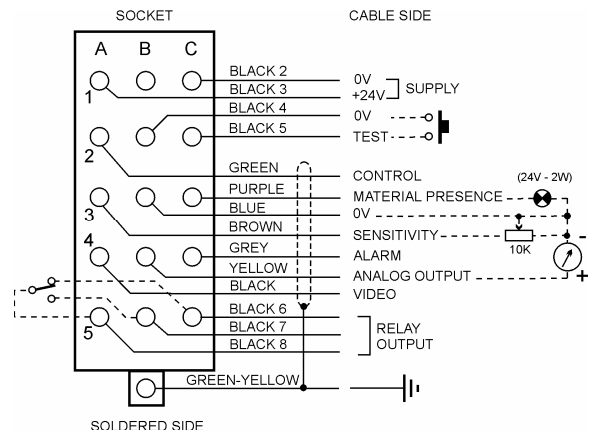 SOCKET CABLE SIDE
A B C
1 BLACK 2 0V SUPPLY
BLACK 3 +24V
BLACK 4 0V
BLACK 5 TEST
2
GREEN CONTROL (24V - 2W)
PURPLE MATERIAL PRESENCE
3 BLUE 0V
BROWN SENSITIVITY -
10K
4 GREY ALARM
YELLOW ANALOG OUTPUT +
BLACK VIDEO
5 BLACK 6
BLACK 7 RELAY
BLACK 8 OUTPUT
GREEN-YELLOW
SOLDERED SIDE